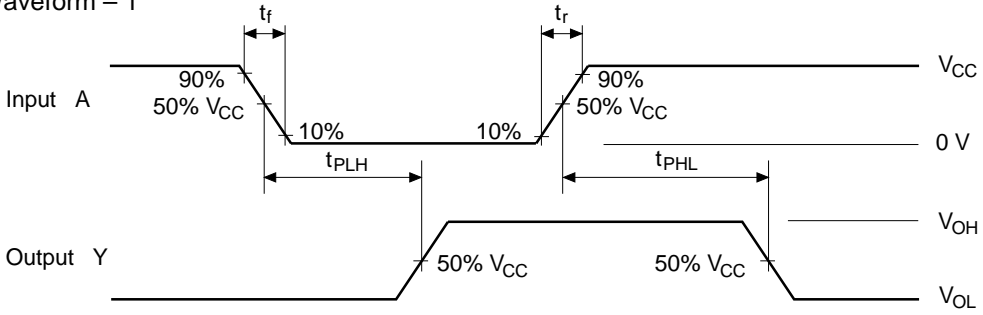 aveform – 1
tf
tr
VCC
90%
90%
Input A
50% VCC
50% VCC
10%
10%
0 V
tPLH
tPHL
VOH
Output Y
50% VCC
50% VCC
VOL